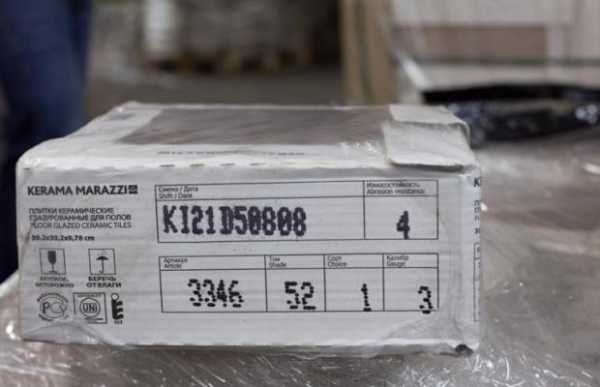 KERAMA MARAZZI
ПЛИТКИ КЕРАМИЧЕСКИЕ
ГЛАЗУРОВАННЫЕ ДЛЯ ПОЛОВ
FLOOR GLAZED CERAMIC TILES
30,2x30,2x0,78 cm
ХРУПКОЕ,
ОСТОРОЖНО
БЕРЕЧЬ
ОТ ВЛАГИ
UNI
Смена / Дата
Shift / Date
KI21D50808
Износостойкость
Abrasion resistance
4
Артикул
Article
3346
Тон
Shade
52
Сорт
Choice
1
Калибр
Gauge
3